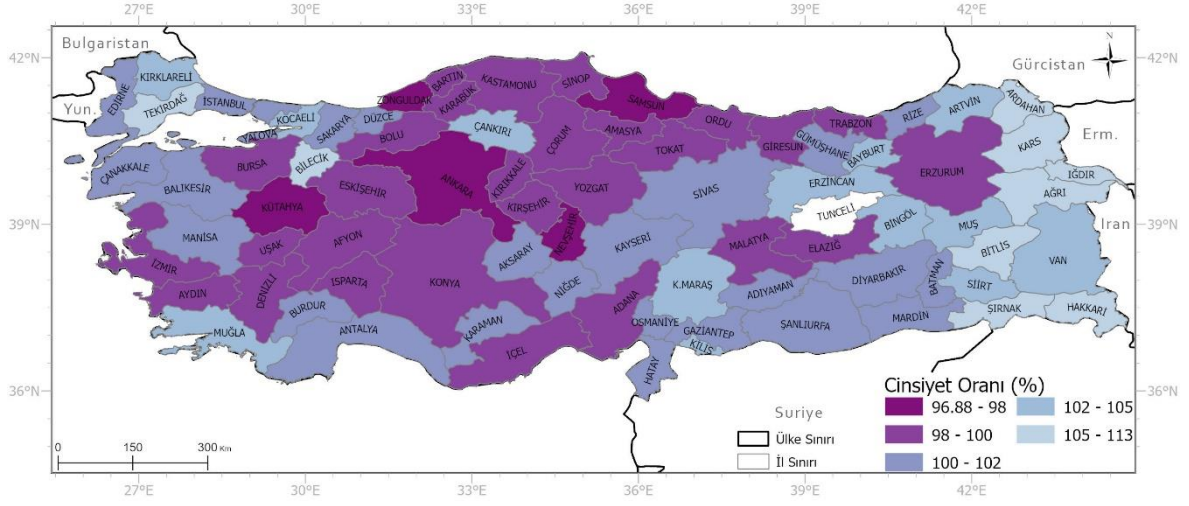 27°E 30°E 33°E 36°E 39°E 42°E
Bulgaristan
42°N
42°N
Gürcistan
N
KIRKLARELİ
EDİRNE
TEKİRDAĞ
İSTANBUL
Yun.
KOCAELİ
YALOVA
SAKARYA
DÜZCE
ZONGULDAK
BARTIN
KARABÜK
KASTAMONU
SİNOP
SAMSUN
BOLU
ÇANKIRI
ÇORUM
AMASYA
ORDU
TOKAT
GİRESUN
TRABZON
GÜMÜŞHANE
BAYBURT
RİZE
ARTVİN
ARDAHAN
KARS
Erm.
IĞDIR
AĞRI
ERZURUM
ERZİNCAN
TUNCELİ
BİNGÖL
MUŞ
BİTLİS
VAN
Iran
ÇANAKKALE
BALIKESİR
BURSA
BİLECİK
ESKİŞEHİR
ANKARA
KIRIKKALE
KIRŞEHİR
YOZGAT
SİVAS
39°N
39°N
KÜTAHYA
MANİSA
UŞAK
AFYON
İZMİR
AYDIN
DENİZLİ
ISPARTA
BURDUR
KONYA
AKSARAY
NEVŞEHİR
KAYSERİ
NİĞDE
MALATYA
ELAZIĞ
K.MARAŞ
ADIYAMAN
DİYARBAKIR
BATMAN
SİİRT
ŞIRNAK
HAKKARİ
MARDİN
ŞANLIURFA
GAZİANTEP
KİLİS
OSMANİYE
ADANA
HATAY
İÇEL
KARAMAN
ANTALYA
MUĞLA
36°N
36°N
Suriye
Ülke Sınırı
İl Sınırı
Cinsiyet Oranı (%)
96.88 - 98
98 - 100
100 - 102
102 - 105
105 - 113
0 150 300 Km
27°E 30°E 33°E 36°E 39°E 42°E